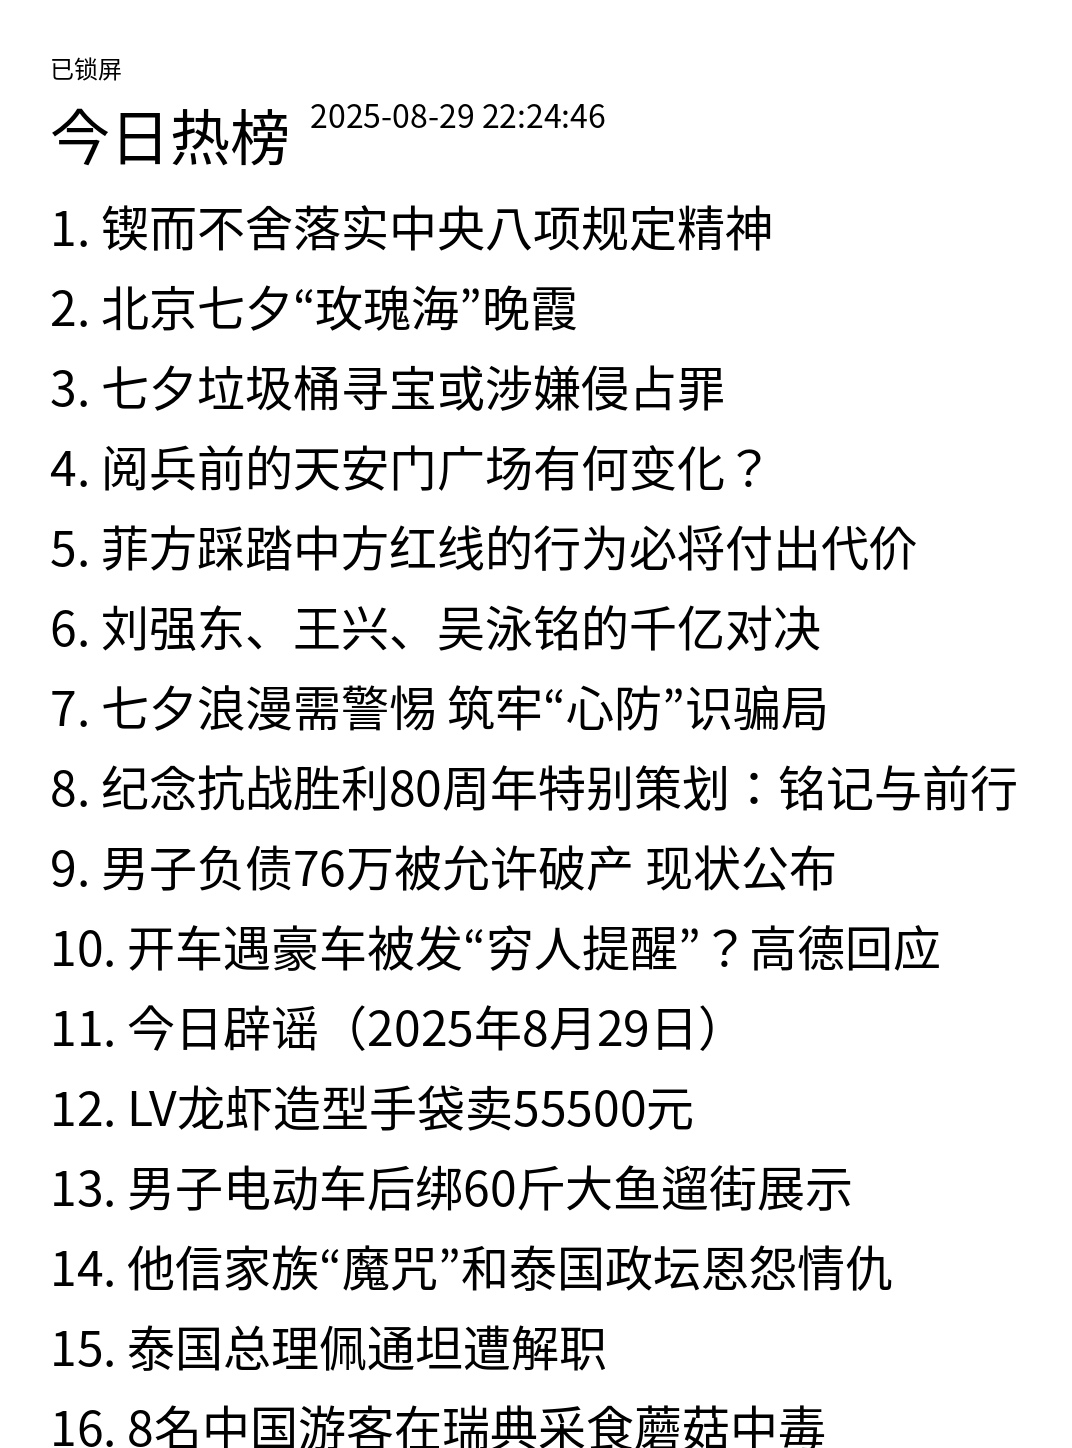 已锁屏
今日热榜 2025-08-29 22:24:46
1. 锲而不舍落实中央八项规定精神
2. 北京七夕“玫瑰海”晚霞
3. 七夕垃圾桶寻宝或涉嫌侵占罪
4. 阅兵前的天安门广场有何变化？
5. 菲方踩踏中方红线的行为必将付出代价
6. 刘强东、王兴、吴泳铭的千亿对决
7. 七夕浪漫需警惕 筑牢“心防”识骗局
8. 纪念抗战胜利80周年特别策划：铭记与前行
9. 男子负债76万被允许破产 现状公布
10. 开车遇豪车被发“穷人提醒”？高德回应
11. 今日辟谣（2025年8月29日）
12. LV龙虾造型手袋卖55500元
13. 男子电动车后绑60斤大鱼遛街展示
14. 他信家族“魔咒”和泰国政坛恩怨情仇
15. 泰国总理佩通坦遭解职
16. 8名中国游客在瑞典采食蘑菇中毒